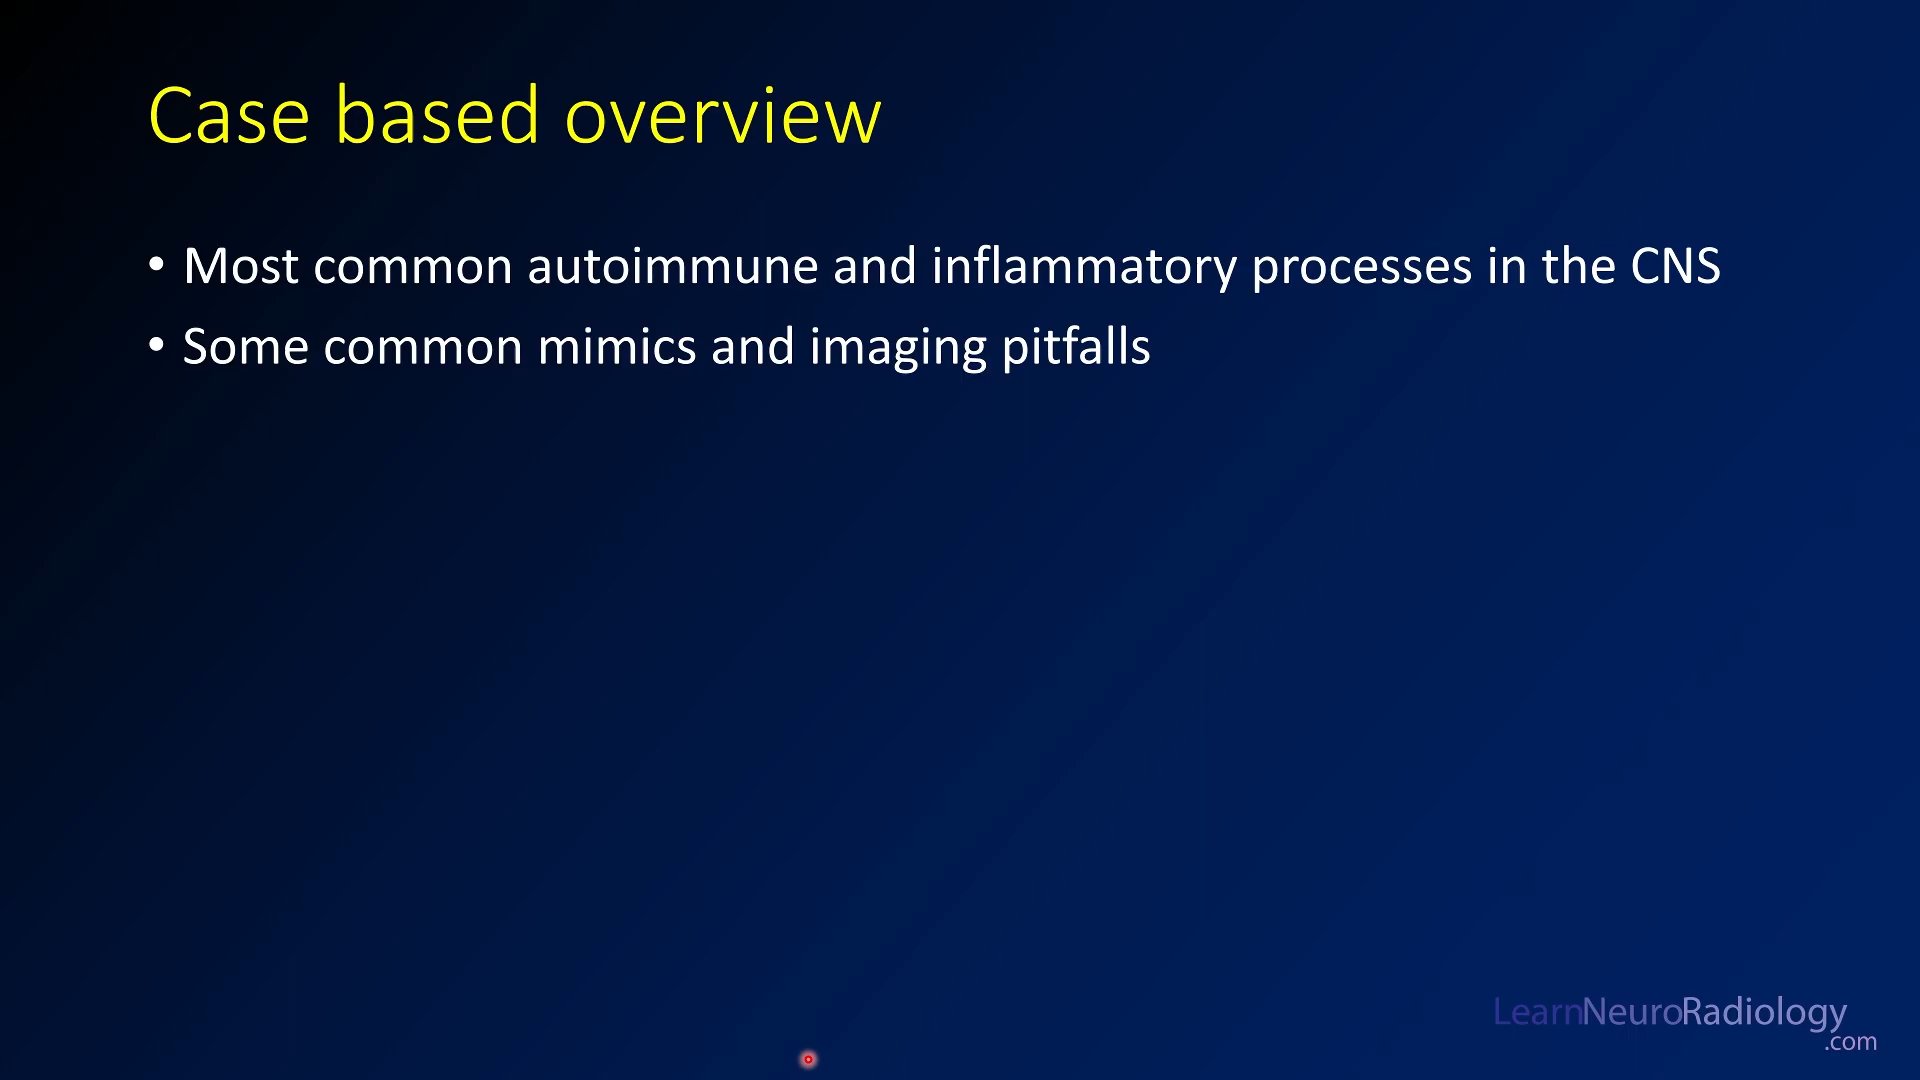 Case based overview
• Most common autoimmune and inflammatory processes in the CNS
• Some common mimics and imaging pitfalls
LearnNeuroRadiology
.com